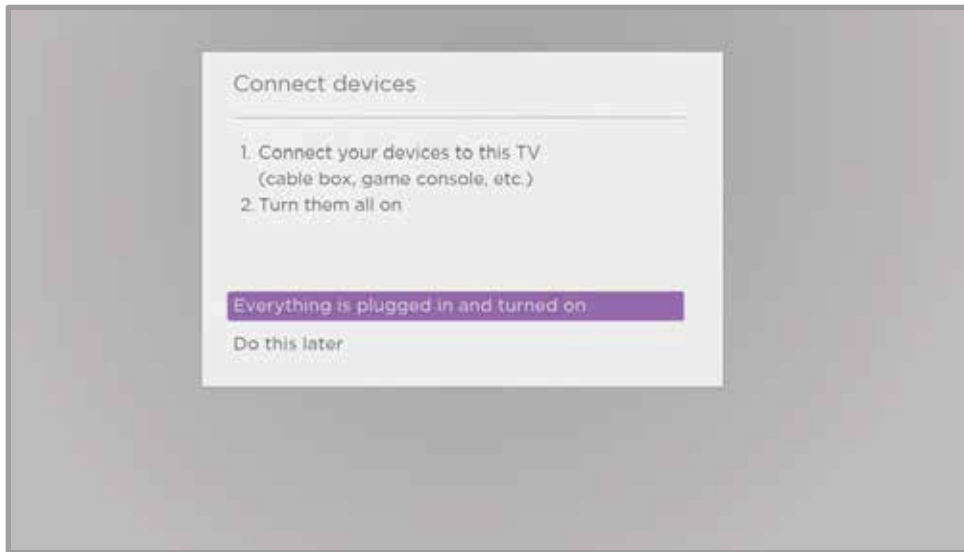 Connect devices
1. Connect your devices to this TV
(cable box, game console, etc.)
2. Turn them all on
Everything is plugged in and turned on
Do this later